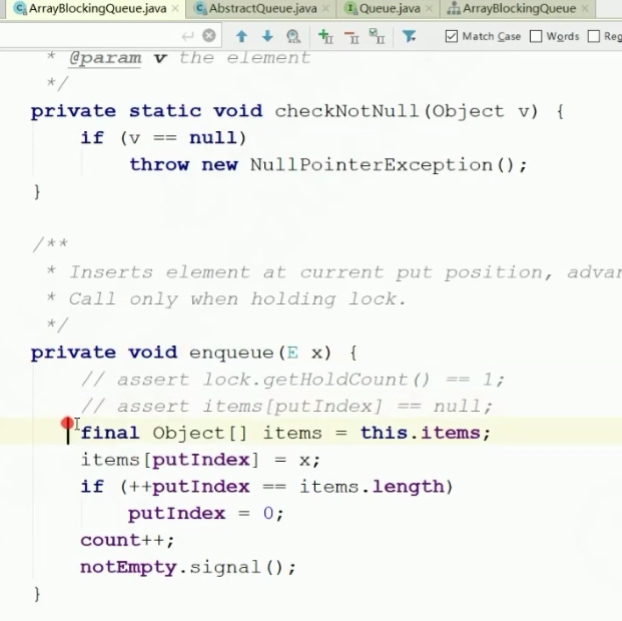 ArrayBlockingQueue.java × AbstractQueue.java × Queue.java × ArrayBlockingQueue ×
Match Case Words Reg
* @param v the element
*/
private static void checkNotNull(Object v) {
if (v == null)
throw new NullPointerException();
}
/**
* Inserts element at current put position, advan
* Call only when holding lock.
*/
private void enqueue(E x) {
// assert lock.getHoldCount() == 1;
// assert items[putIndex] == null;
final Object[] items = this.items;
items[putIndex] = x;
if (++putIndex == items.length)
putIndex = 0;
count++;
notEmpty.signal();
}